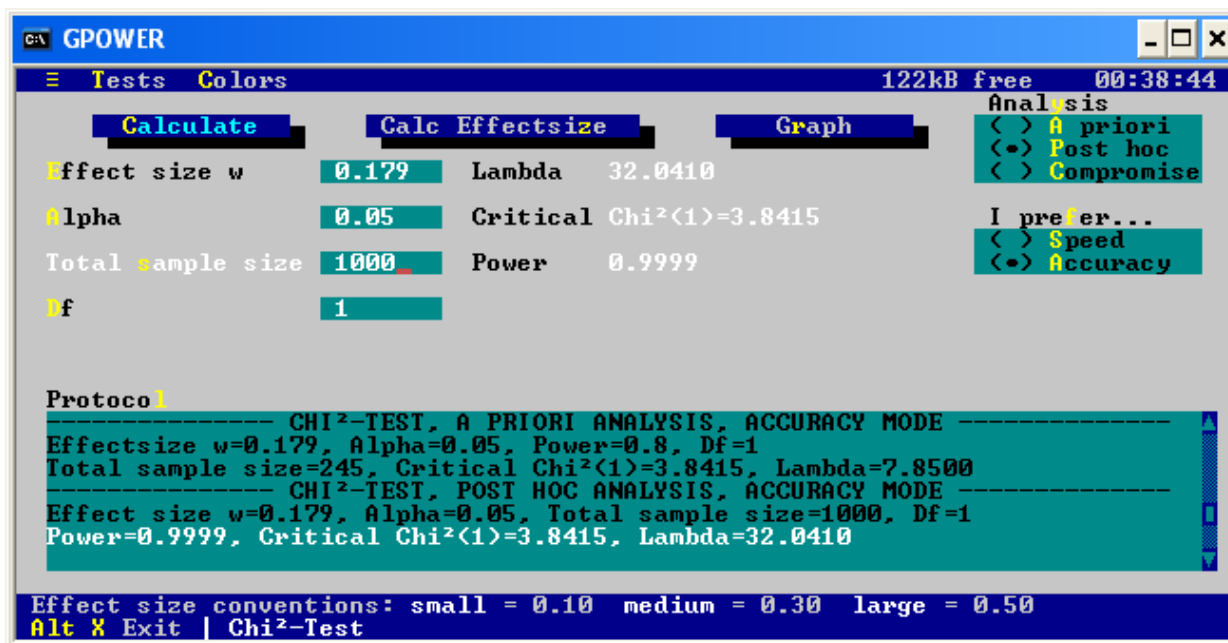 GPOWER
≡ Tests Colors 122kB free 00:38:44
Analysis
Calculate Calc Effectsize Graph ( ) A priori
(•) Post hoc
Effect size w 0.179 Lambda 32.0410 ( ) Compromise
Alpha 0.05 Critical Chi²(1)=3.8415 I prefer...
( ) Speed
Total sample size 1000 Power 0.9999 (•) Accuracy
Df 1
Protocol
--------------- CHI²-TEST, A PRIORI ANALYSIS, ACCURACY MODE --------------
Effectsize w=0.179, Alpha=0.05, Power=0.8, Df=1
Total sample size=245, Critical Chi²(1)=3.8415, Lambda=7.8500
--------------- CHI²-TEST, POST HOC ANALYSIS, ACCURACY MODE --------------
Effect size w=0.179, Alpha=0.05, Total sample size=1000, Df=1
Power=0.9999, Critical Chi²(1)=3.8415, Lambda=32.0410
Effect size conventions: small = 0.10 medium = 0.30 large = 0.50
Alt X Exit | Chi²-Test